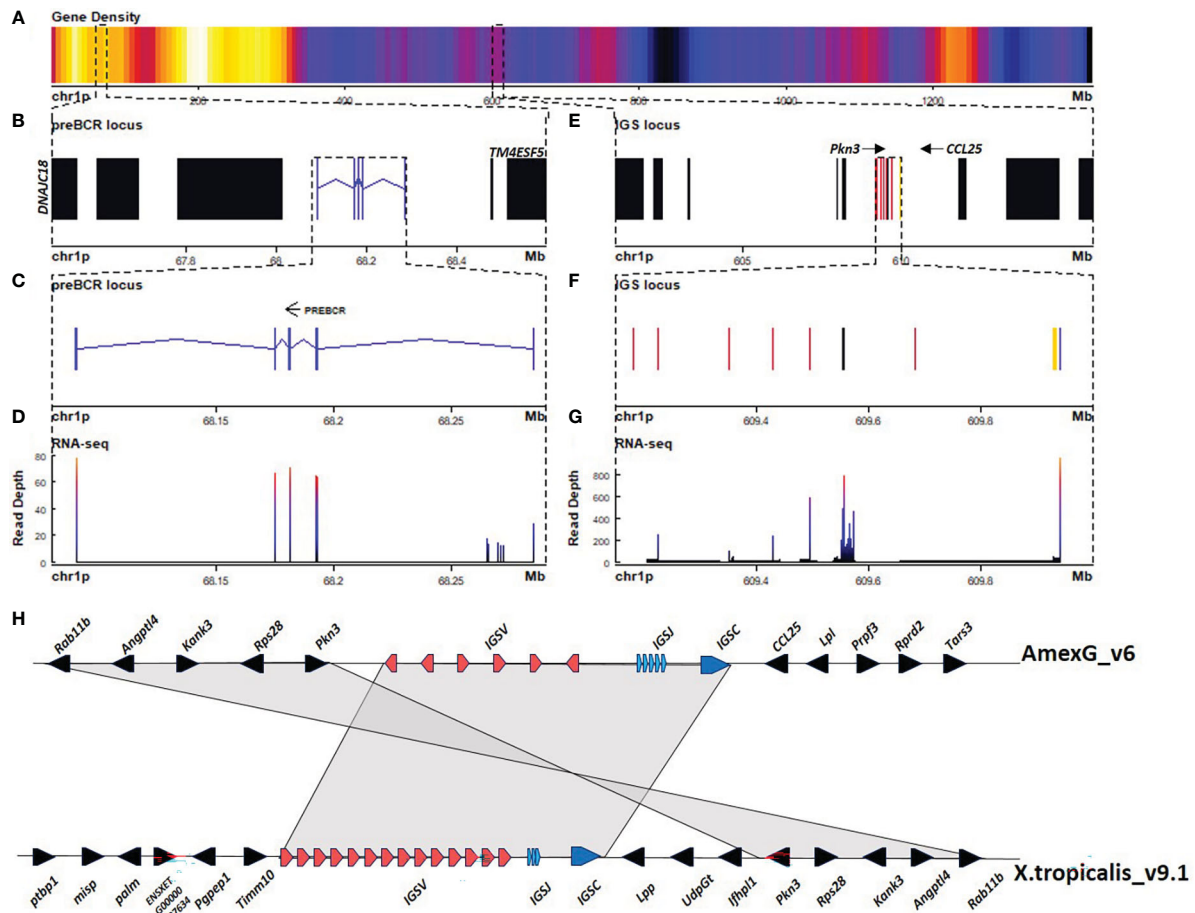 A
Gene Density
chr1p 200 400 600 800 1000 1200 Mb
B
preBCR locus
DNAJC18
TM4ESF5
chr1p 67.8 68 68.2 68.4 Mb
E
IGS locus
Pkn3
CCL25
chr1p 605 610 Mb
C
preBCR locus
PREBCR
chr1p 68.15 68.2 68.25 Mb
F
IGS locus
chr1p 609.4 609.6 609.8 Mb
D
RNA-seq
Read Depth
80
60
40
20
0
chr1p 68.15 68.2 68.25 Mb
G
RNA-seq
Read Depth
800
600
400
200
0
chr1p 609.4 609.6 609.8 Mb
H
Rab11b Angptl4 Kank3 Rps28 Pkn3 IGSV IGSJ IGSC CCL25 Lpl Prpf3 Rprd2 Tars3
AmexG_v6
X.tropicalis_v9.1
ptbp1 misp palm ENSXET G00000 Pgpep1 Timm10 IGSV IGSJ IGSC Lpp UdpGt Ifhpl1 Pkn3 Rps28 Kank3 Angptl4 Rab11b